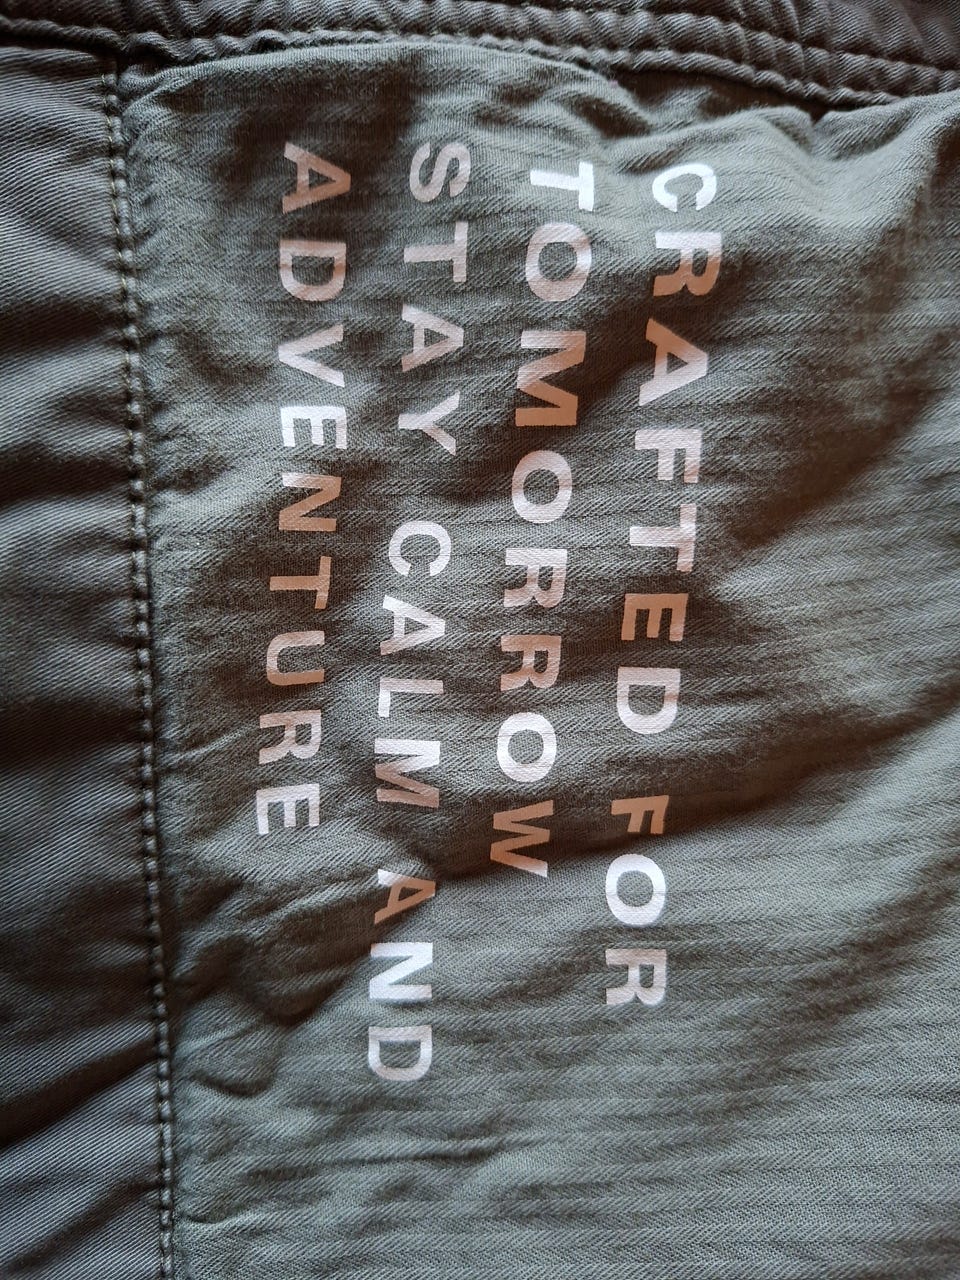 CRAFTED FOR
TOMORROW
STAY CALM AND
ADVENTURE